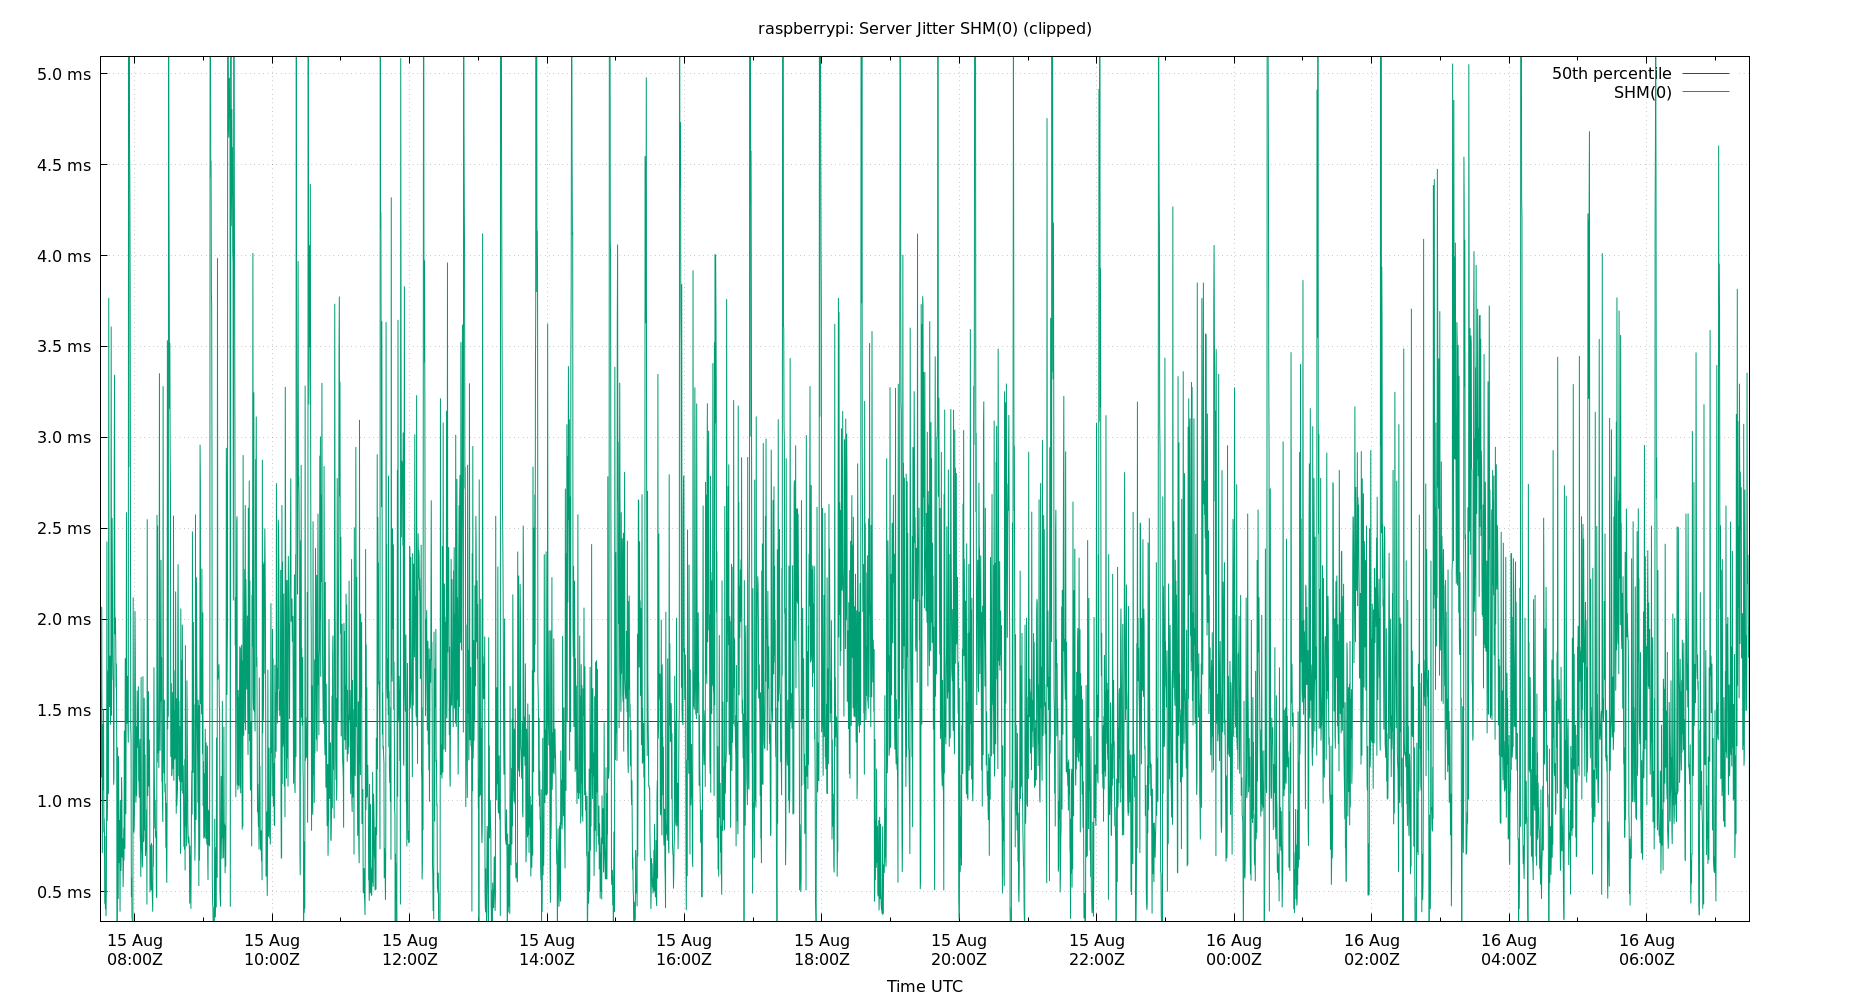 raspberrypi: Server Jitter SHM(0) (clipped)
5.0 ms
4.5 ms
4.0 ms
3.5 ms
3.0 ms
2.5 ms
2.0 ms
1.5 ms
1.0 ms
0.5 ms
50th percentile
SHM(0)
15 Aug 15 Aug 15 Aug 15 Aug 15 Aug 15 Aug 15 Aug 15 Aug 16 Aug 16 Aug 16 Aug 16 Aug
08:00Z 10:00Z 12:00Z 14:00Z 16:00Z 18:00Z 20:00Z 22:00Z 00:00Z 02:00Z 04:00Z 06:00Z
Time UTC